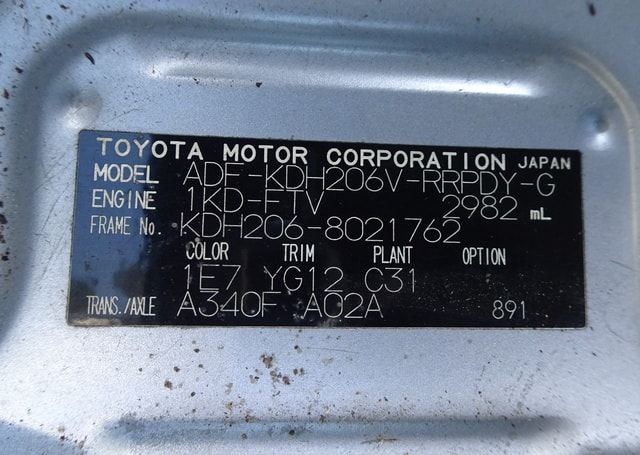 TOYOTA MOTOR CORPORATION JAPAN
MODEL ADF-KDH206V-RRPDY-G
ENGINE 1KD-FTV 2982 mL
FRAME No. KDH206-8021762
COLOR TRIM PLANT OPTION
1E7 YG12 C31
TRANS./AXLE A340F A02A 891